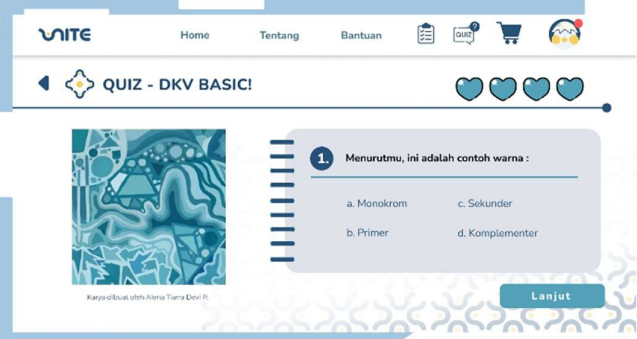 UNITE
Home Tentang Bantuan
QUIZ ?
QUIZ - DKV BASIC!
1. Menurutmu, ini adalah contoh warna :
a. Monokrom c. Sekunder
b. Primer d. Komplementer
Karya dibuat oleh Alena Tiarra Devi P.
Lanjut